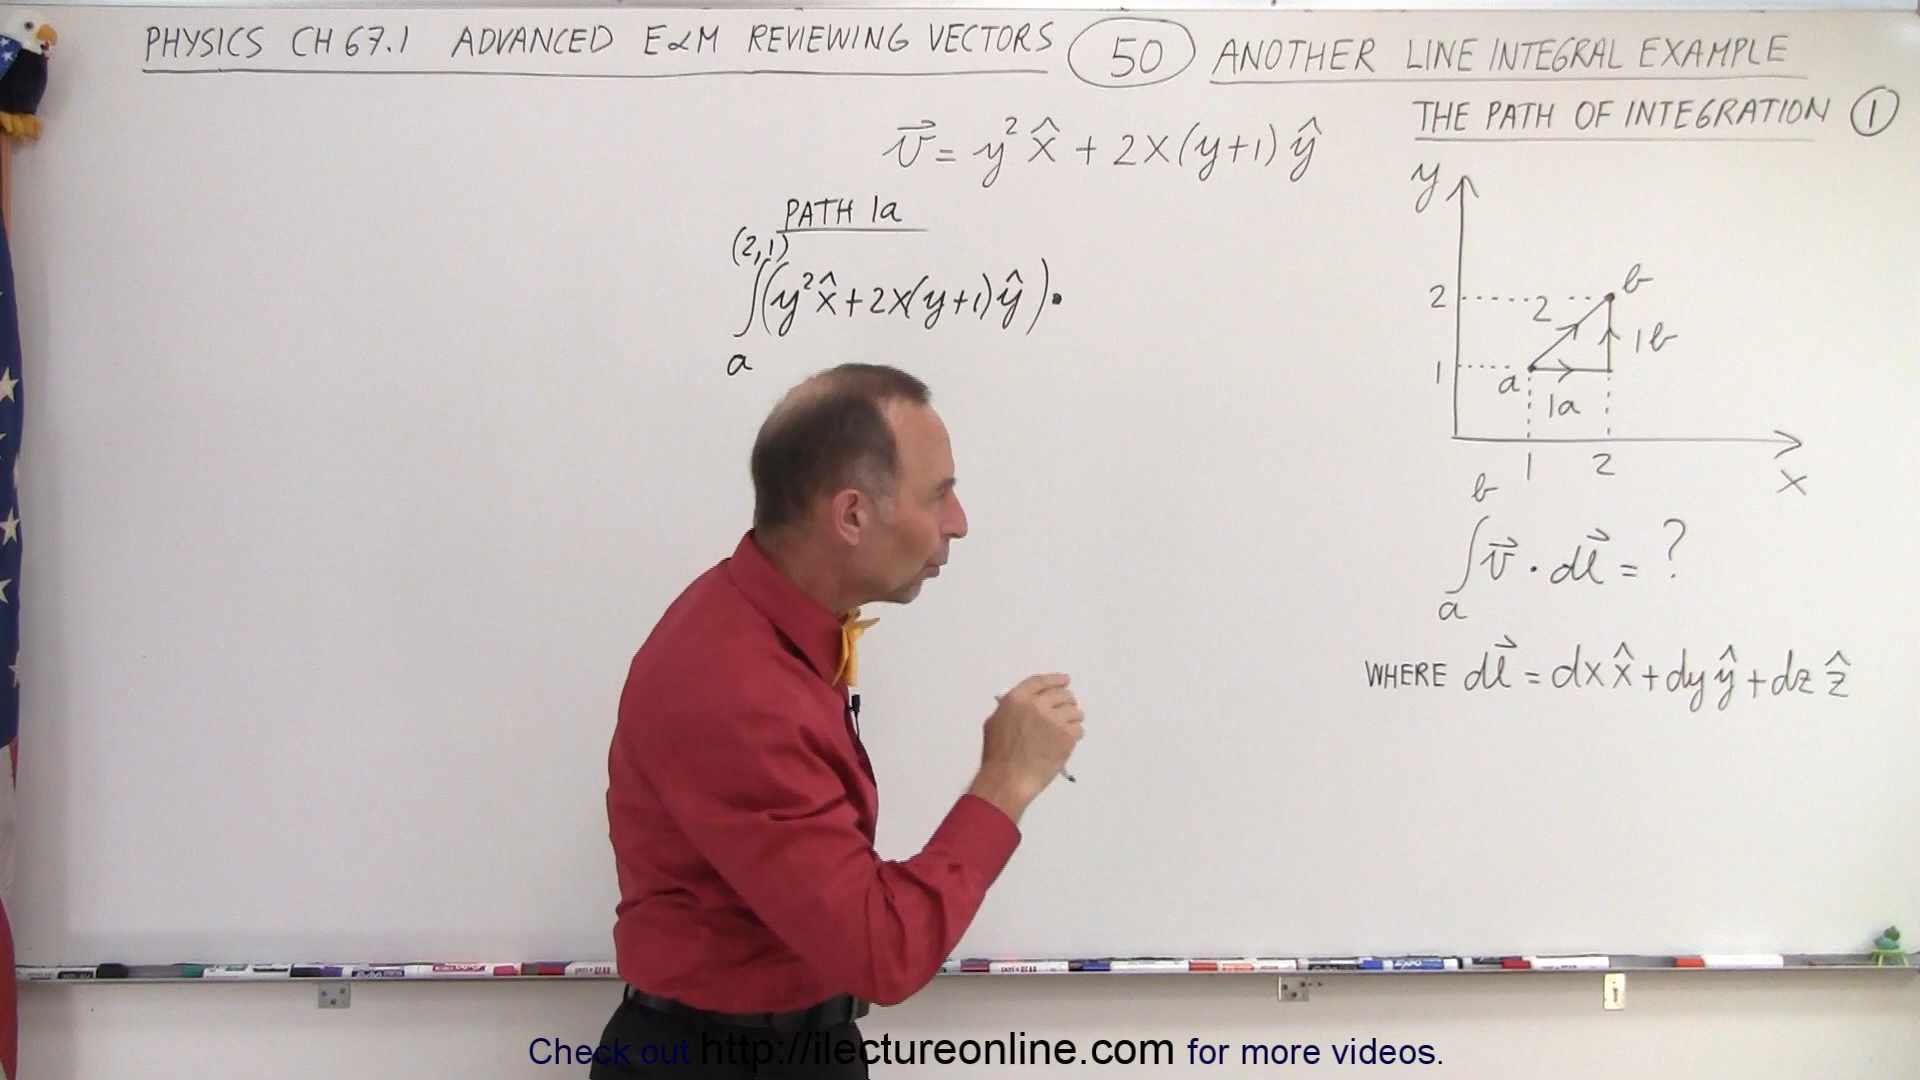 PHYSICS CH 67.1 ADVANCED E&M REVIEWING VECTORS 50 ANOTHER LINE INTEGRAL EXAMPLE
THE PATH OF INTEGRATION 1
v⃗ = y² x̂ + 2x(y+1) ŷ
PATH 1a
(2,1)
∫(y² x̂ + 2x(y+1) ŷ) •
a
y
2
2
b
1b
1
a
1a
1 2
x
b
∫ v⃗ · dl⃗ = ?
a
WHERE dl⃗ = dx x̂ + dy ŷ + dz ẑ
Check out http://ilectureonline.com for more videos.